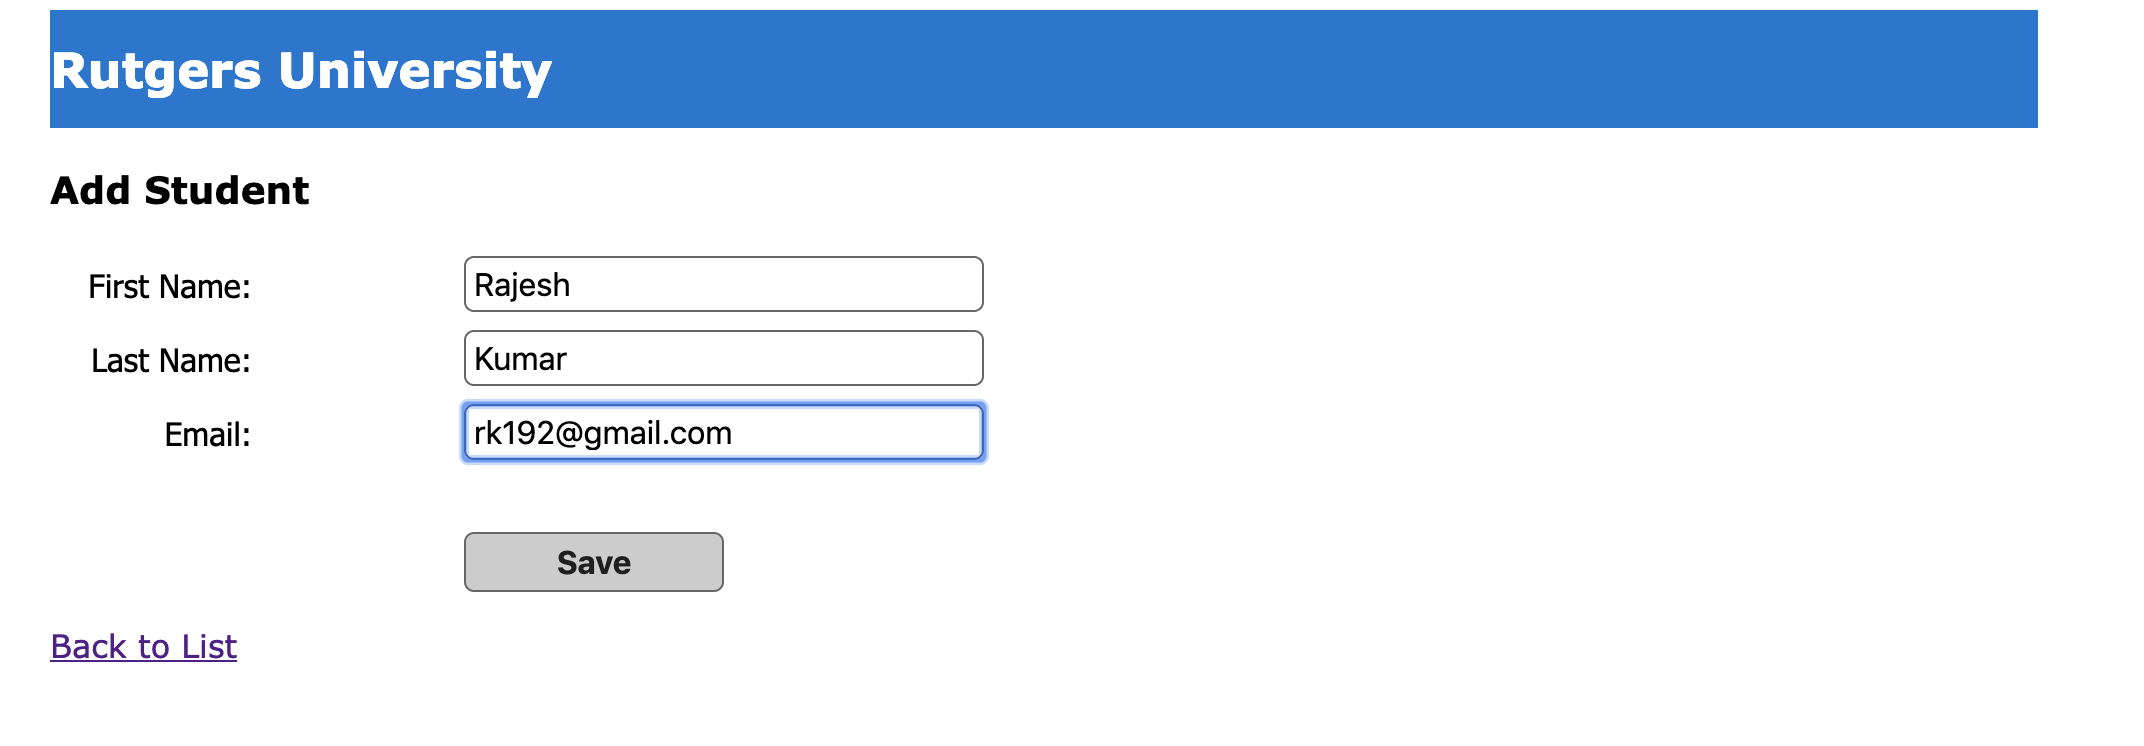 Rutgers University
Add Student
First Name: Rajesh
Last Name: Kumar
Email: rk192@gmail.com
Save
Back to List